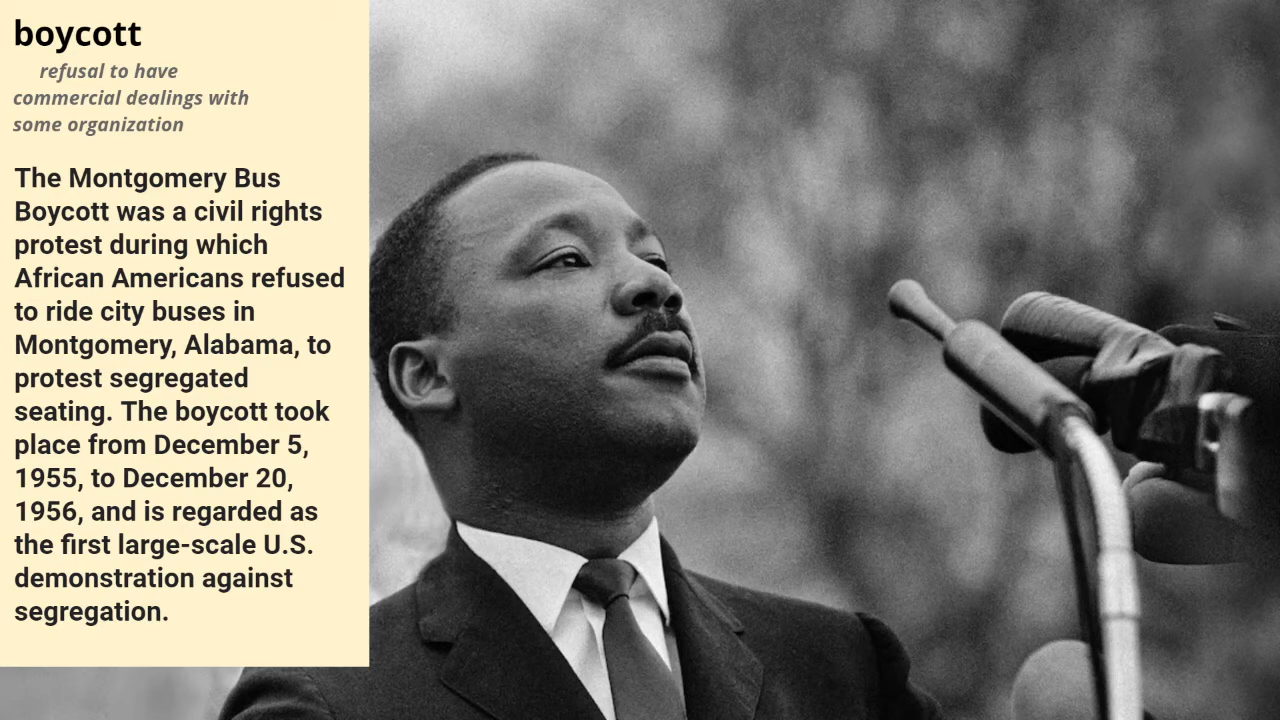 boycott
refusal to have
commercial dealings with
some organization
The Montgomery Bus
Boycott was a civil rights
protest during which
African Americans refused
to ride city buses in
Montgomery, Alabama, to
protest segregated
seating. The boycott took
place from December 5,
1955, to December 20,
1956, and is regarded as
the first large-scale U.S.
demonstration against
segregation.